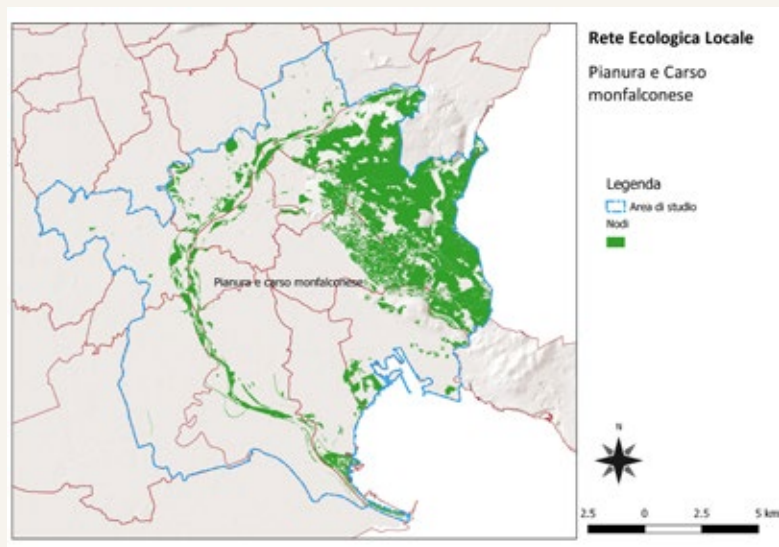 Rete Ecologica Locale
Pianura e Carso
monfalconese
Legenda
Area di studio
Nodi
Pianura e carso monfalconese
N
2.5 0 2.5 5 km